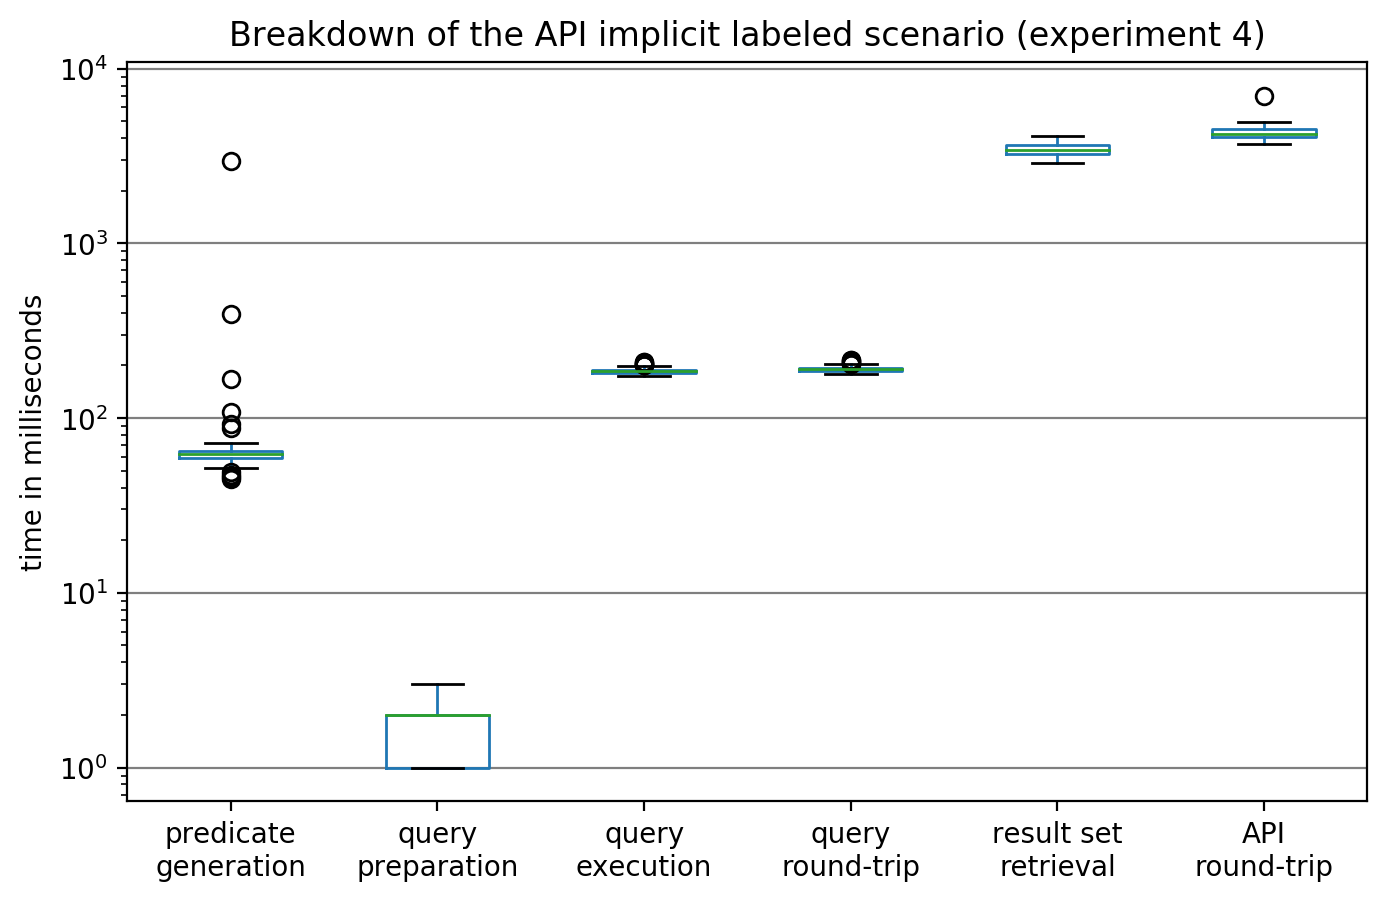 Breakdown of the API implicit labeled scenario (experiment 4)
10⁴
10³
10²
10¹
10⁰
time in milliseconds
predicate
generation
query
preparation
query
execution
query
round-trip
result set
retrieval
API
round-trip